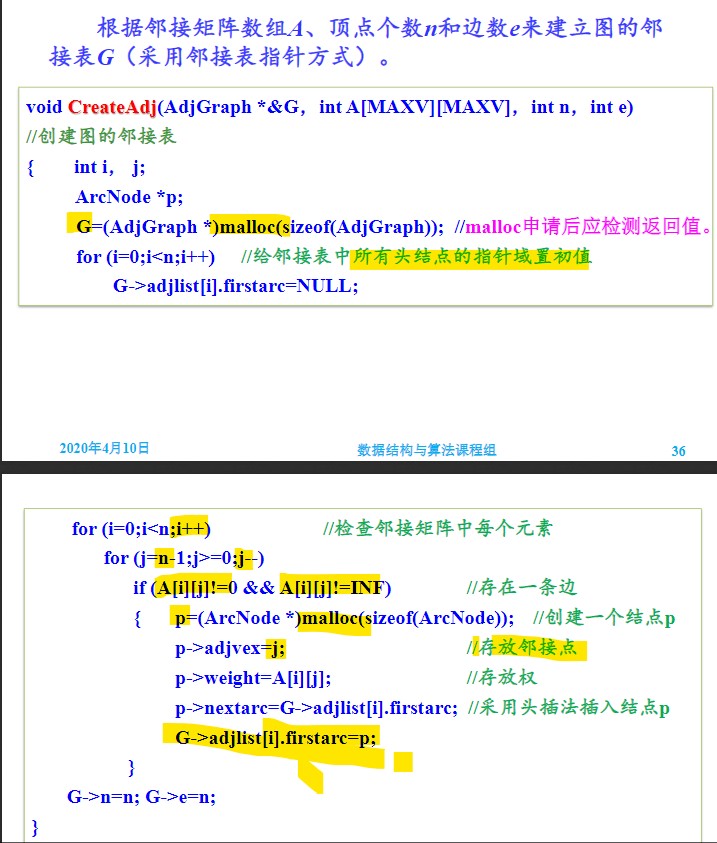 根据邻接矩阵数组A、顶点个数n和边数e来建立图的邻
接表G（采用邻接表指针方式）。
void CreateAdj(AdjGraph *&G，int A[MAXV][MAXV]，int n，int e)
//创建图的邻接表
{ int i， j;
ArcNode *p;
G=(AdjGraph *)malloc(sizeof(AdjGraph)); //malloc申请后应检测返回值。
for (i=0;i<n;i++) //给邻接表中所有头结点的指针域置初值
G->adjlist[i].firstarc=NULL;
2020年4月10日 数据结构与算法课程组 36
for (i=0;i<n;i++) //检查邻接矩阵中每个元素
for (j=n-1;j>=0;j--)
if (A[i][j]!=0 && A[i][j]!=INF) //存在一条边
{ p=(ArcNode *)malloc(sizeof(ArcNode)); //创建一个结点p
p->adjvex=j; //存放邻接点
p->weight=A[i][j]; //存放权
p->nextarc=G->adjlist[i].firstarc; //采用头插法插入结点p
G->adjlist[i].firstarc=p;
}
G->n=n; G->e=n;
}